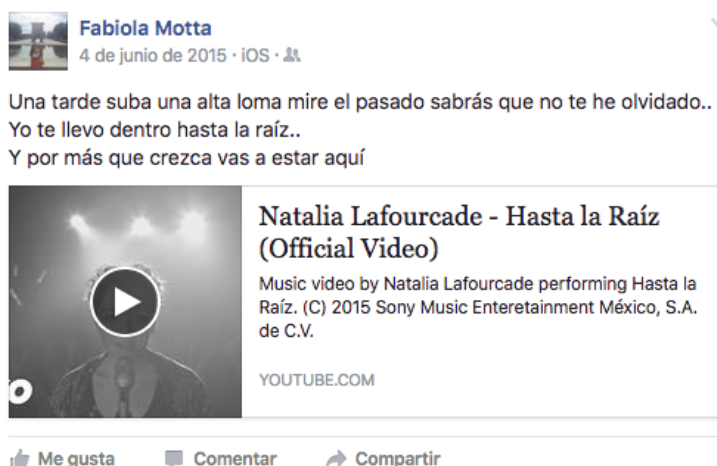 Fabiola Motta
4 de junio de 2015 · iOS ·
Una tarde suba una alta loma mire el pasado sabrás que no te he olvidado..
Yo te llevo dentro hasta la raíz..
Y por más que crezca vas a estar aquí
Natalia Lafourcade - Hasta la Raíz
(Official Video)
Music video by Natalia Lafourcade performing Hasta la
Raíz. (C) 2015 Sony Music Enteretainment México, S.A.
de C.V.
YOUTUBE.COM
Me gusta Comentar Compartir